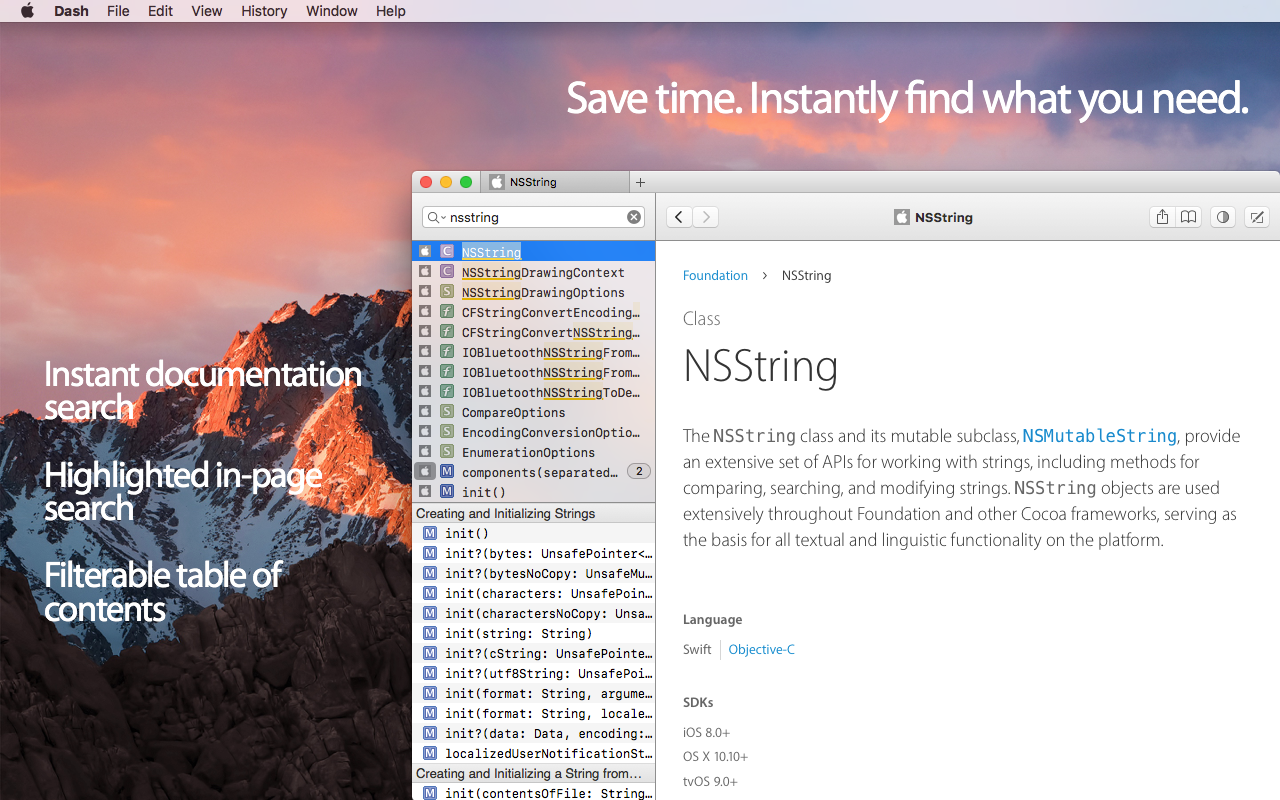 Dash File Edit View History Window Help
Save time. Instantly find what you need.
Instant documentation
search
Highlighted in-page
search
Filterable table of
contents
NSString
nsstring
C NSString
C NSStringDrawingContext
S NSStringDrawingOptions
f CFStringConvertEncoding…
f CFStringConvertNSString…
f IOBluetoothNSStringFrom…
f IOBluetoothNSStringFrom…
f IOBluetoothNSStringToDe…
S CompareOptions
S EncodingConversionOptio…
S EnumerationOptions
M components(separated… 2
M init()
Creating and Initializing Strings
M init()
M init?(bytes: UnsafePointer<…
M init?(bytesNoCopy: UnsafeMu…
M init(characters: UnsafePoin…
M init(charactersNoCopy: Unsa…
M init(string: String)
M init?(cString: UnsafePointe…
M init?(utf8String: UnsafePoi…
M init(format: String, argume…
M init(format: String, locale…
M init?(data: Data, encoding:…
M localizedUserNotificationSt…
Creating and Initializing a String from…
M init(contentsOfFile: String…
NSString
Foundation > NSString
Class
NSString
The NSString class and its mutable subclass, NSMutableString, provide
an extensive set of APIs for working with strings, including methods for
comparing, searching, and modifying strings. NSString objects are used
extensively throughout Foundation and other Cocoa frameworks, serving as
the basis for all textual and linguistic functionality on the platform.
Language
Swift Objective-C
SDKs
iOS 8.0+
OS X 10.10+
tvOS 9.0+